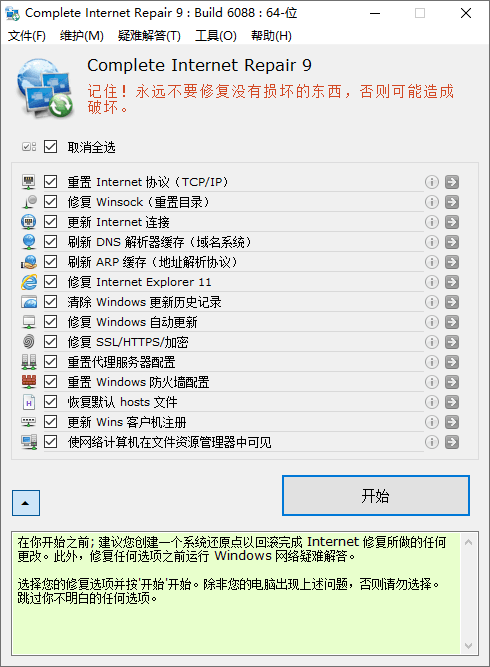 Complete Internet Repair 9 : Build 6088 : 64-位
文件(F) 维护(M) 疑难解答(T) 工具(O) 帮助(H)
Complete Internet Repair 9
记住！永远不要修复没有损坏的东西，否则可能造成
破坏。
取消全选
重置 Internet 协议（TCP/IP）
修复 Winsock（重置目录）
更新 Internet 连接
刷新 DNS 解析器缓存（域名系统）
刷新 ARP 缓存（地址解析协议）
修复 Internet Explorer 11
清除 Windows 更新历史记录
修复 Windows 自动更新
修复 SSL/HTTPS/加密
重置代理服务器配置
重置 Windows 防火墙配置
恢复默认 hosts 文件
更新 Wins 客户机注册
使网络计算机在文件资源管理器中可见
开始
在你开始之前; 建议您创建一个系统还原点以回滚完成 Internet 修复所做的任何
更改。此外，修复任何选项之前运行 Windows 网络疑难解答。
选择您的修复选项并按'开始'开始。除非您的电脑出现上述问题，否则请勿选择。
跳过你不明白的任何选项。